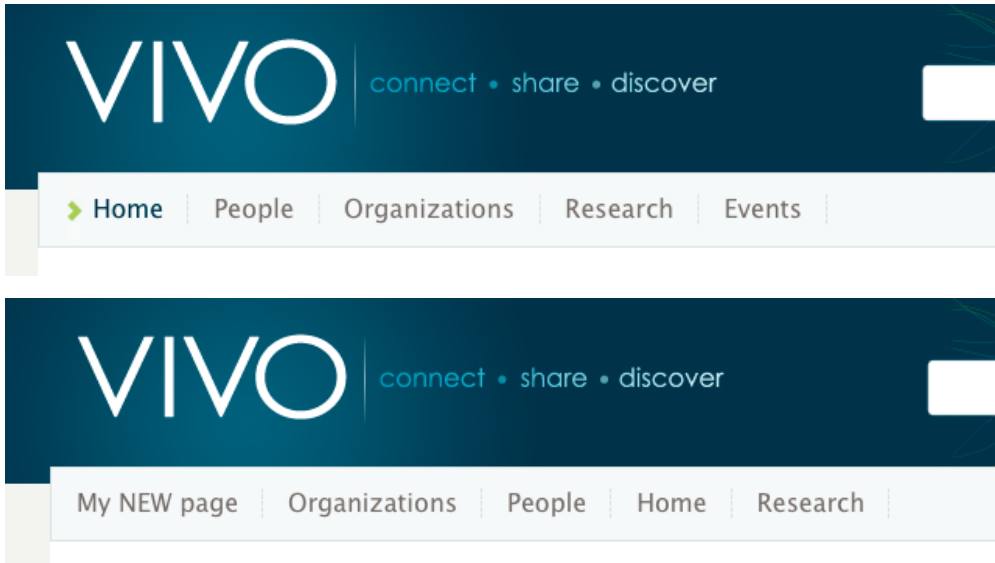 VIVO connect • share • discover
Home People Organizations Research Events
VIVO connect • share • discover
My NEW page Organizations People Home Research